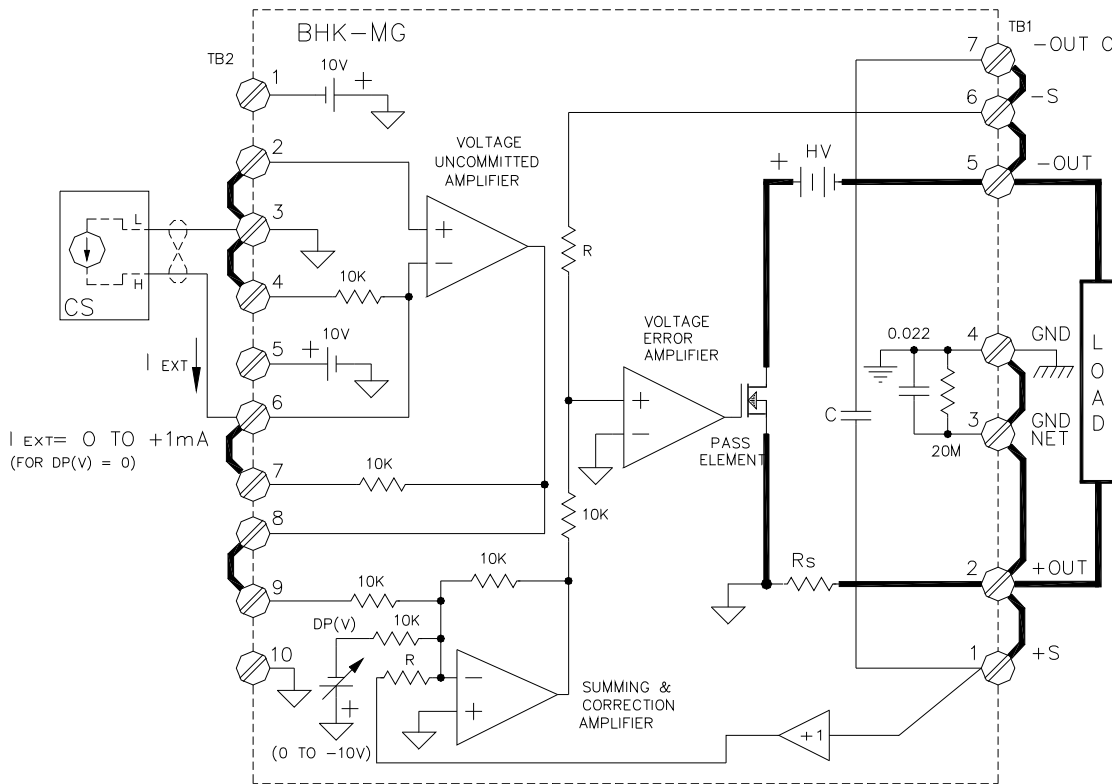 BHK-MG
TB2
TB1
1
10V
+
7
-OUT C
6
-S
5
-OUT
2
VOLTAGE
UNCOMMITTED
AMPLIFIER
+
HV
3
+
−
R
L
H
CS
4
10K
VOLTAGE
ERROR
AMPLIFIER
5
+
10V
0.022
4
GND
LOAD
I EXT
6
+
−
PASS
ELEMENT
C
3
GND
NET
20M
I EXT= 0 TO +1mA
(FOR DP(V) = 0)
7
10K
8
10K
10K
Rs
2
+OUT
9
10K
DP(V)
10K
10
R
−
+
+
SUMMING &
CORRECTION
AMPLIFIER
1
+S
(0 TO -10V)
+1